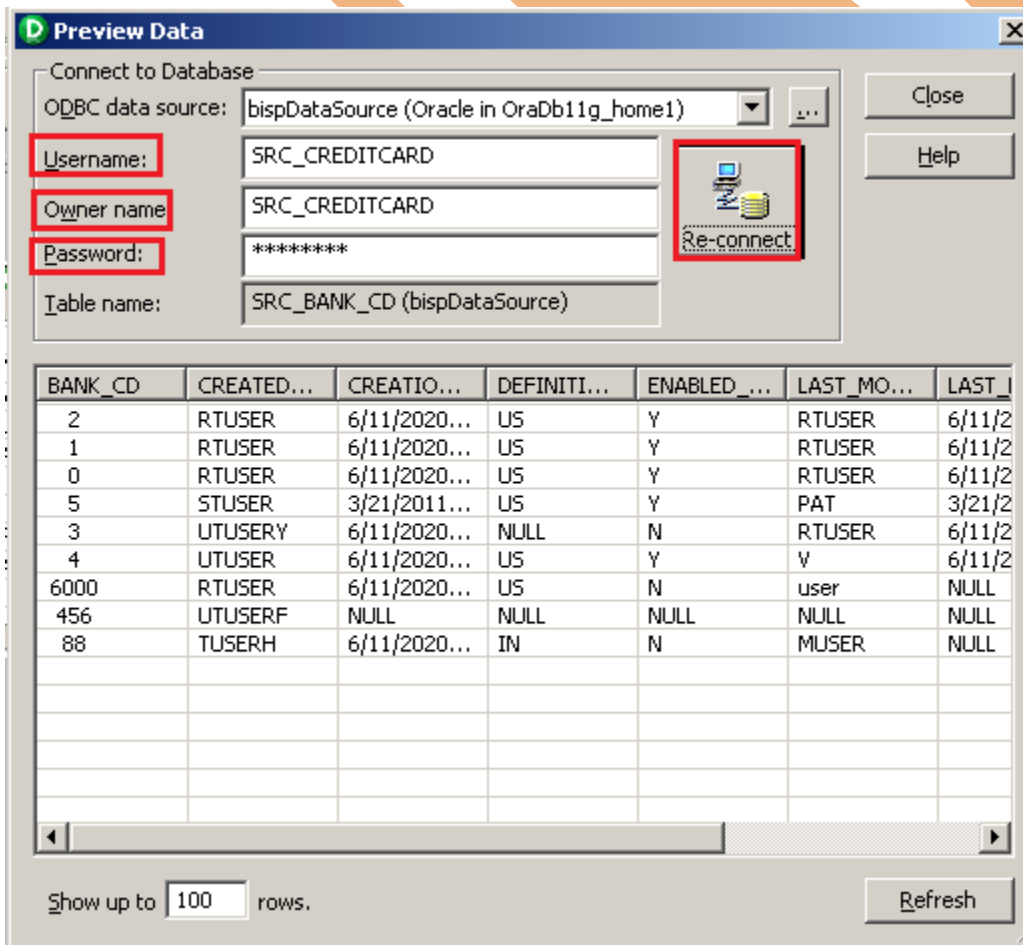 Preview Data
Connect to Database
ODBC data source: bispDataSource (Oracle in OraDb11g_home1) ... Close
Username: SRC_CREDITCARD Help
Owner name SRC_CREDITCARD
Re-connect
Password: ********
Table name: SRC_BANK_CD (bispDataSource)
BANK_CD CREATED... CREATIO... DEFINITI... ENABLED_... LAST_MO... LAST_
2 RTUSER 6/11/2020... US Y RTUSER 6/11/2
1 RTUSER 6/11/2020... US Y RTUSER 6/11/2
0 RTUSER 6/11/2020... US Y RTUSER 6/11/2
5 STUSER 3/21/2011... US Y PAT 3/21/2
3 UTUSERY 6/11/2020... NULL N RTUSER 6/11/2
4 UTUSER 6/11/2020... US Y V 6/11/2
6000 RTUSER 6/11/2020... US N user NULL
456 UTUSERF NULL NULL NULL NULL NULL
88 TUSERH 6/11/2020... IN N MUSER NULL
Show up to 100 rows. Refresh